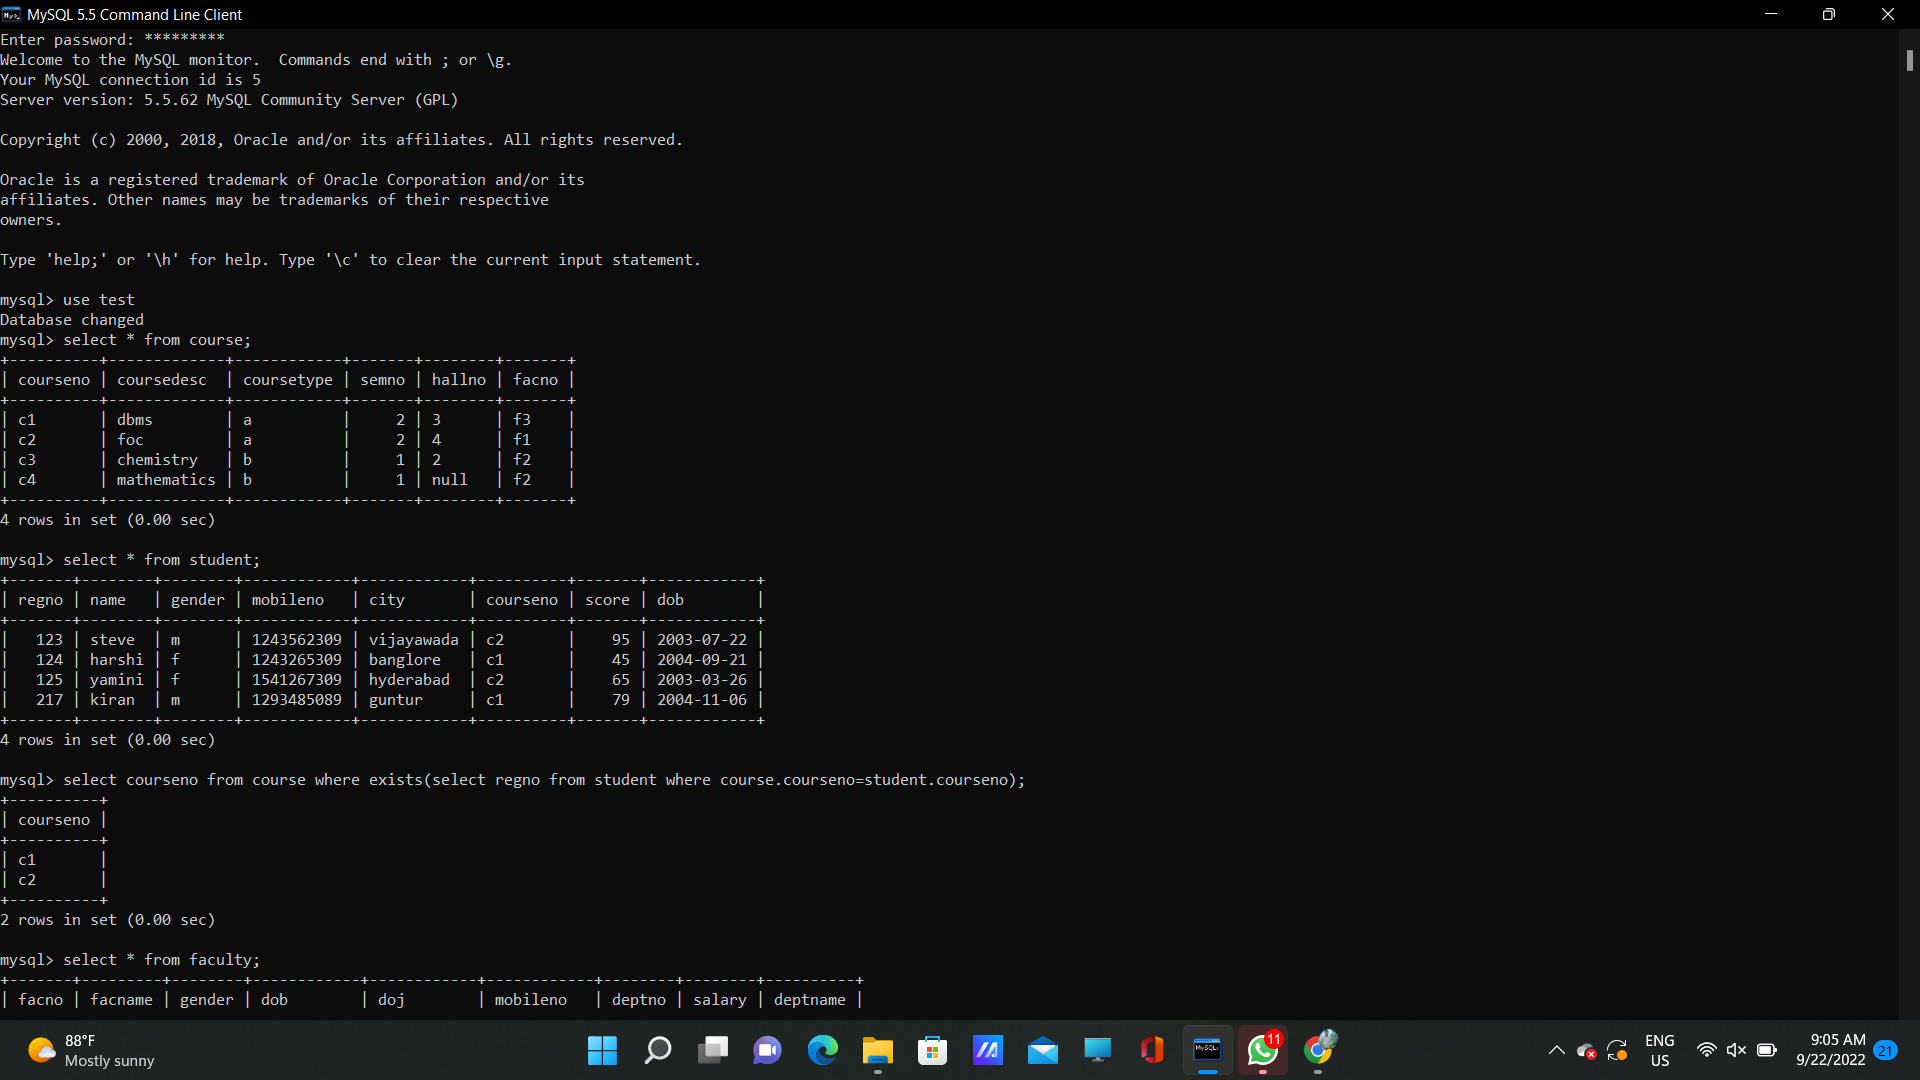 MySQL 5.5 Command Line Client
Enter password: *********
Welcome to the MySQL monitor.  Commands end with ; or \g.
Your MySQL connection id is 5
Server version: 5.5.62 MySQL Community Server (GPL)
Copyright (c) 2000, 2018, Oracle and/or its affiliates. All rights reserved.
Oracle is a registered trademark of Oracle Corporation and/or its
affiliates. Other names may be trademarks of their respective
owners.
Type 'help;' or '\h' for help. Type '\c' to clear the current input statement.
mysql> use test
Database changed
mysql> select * from course;
+----------+-------------+------------+-------+--------+-------+
| courseno | coursedesc  | coursetype | semno | hallno | facno |
+----------+-------------+------------+-------+--------+-------+
| c1       | dbms        | a          |     2 | 3      | f3    |
| c2       | foc         | a          |     2 | 4      | f1    |
| c3       | chemistry   | b          |     1 | 2      | f2    |
| c4       | mathematics | b          |     1 | null   | f2    |
+----------+-------------+------------+-------+--------+-------+
4 rows in set (0.00 sec)
mysql> select * from student;
+-------+--------+--------+------------+------------+----------+-------+------------+
| regno | name   | gender | mobileno   | city       | courseno | score | dob        |
+-------+--------+--------+------------+------------+----------+-------+------------+
|   123 | steve  | m      | 1243562309 | vijayawada | c2       |    95 | 2003-07-22 |
|   124 | harshi | f      | 1243265309 | banglore   | c1       |    45 | 2004-09-21 |
|   125 | yamini | f      | 1541267309 | hyderabad  | c2       |    65 | 2003-03-26 |
|   217 | kiran  | m      | 1293485089 | guntur     | c1       |    79 | 2004-11-06 |
+-------+--------+--------+------------+------------+----------+-------+------------+
4 rows in set (0.00 sec)
mysql> select courseno from course where exists(select regno from student where course.courseno=student.courseno);
+----------+
| courseno |
+----------+
| c1       |
| c2       |
+----------+
2 rows in set (0.00 sec)
mysql> select * from faculty;
+-------+---------+--------+------------+------------+------------+--------+--------+----------+
| facno | facname | gender | dob        | doj        | mobileno   | deptno | salary | deptname |
88°F
Mostly sunny
MySQL>
11
ENG
US
9:05 AM
9/22/2022
21